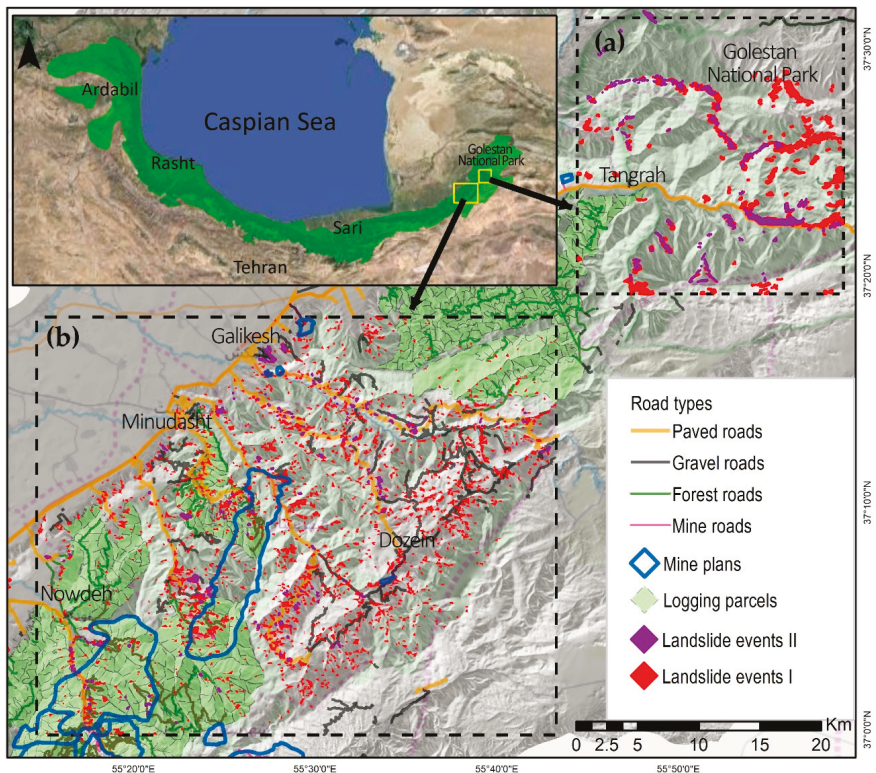 Ardabil
Rasht
Caspian Sea
Sari
Tehran
Golestan
National Park
(a)
Golestan
National Park
Tangrah
37°30'0"N
37°20'0"N
37°10'0"N
37°0'0"N
(b)
Galikesh
Minudasht
Dozein
Nowdeh
Road types
Paved roads
Gravel roads
Forest roads
Mine roads
Mine plans
Logging parcels
Landslide events II
Landslide events I
Km
0 2.5 5 10 15 20
55°20'0"E 55°30'0"E 55°40'0"E 55°50'0"E